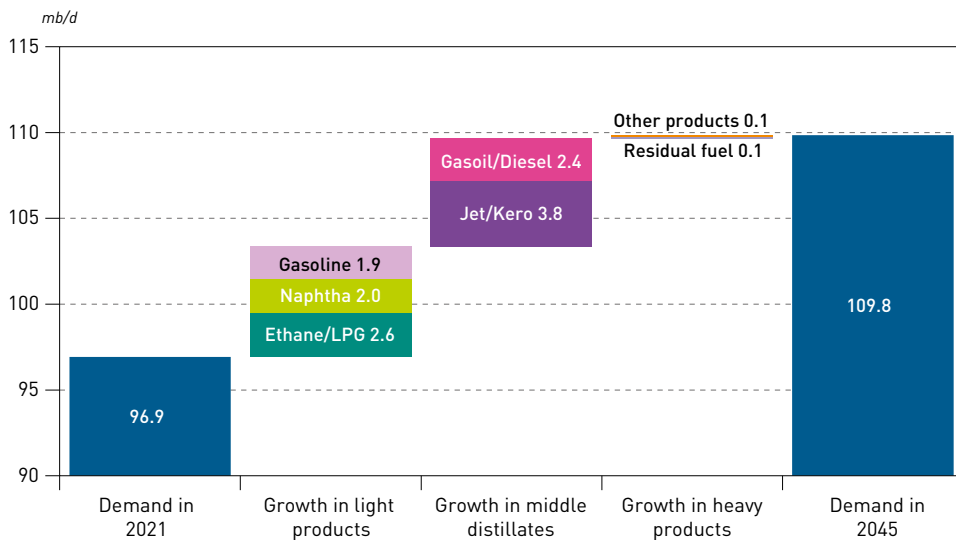 mb/d
115
110
105
100
95
90
96.9
Gasoline 1.9
Naphtha 2.0
Ethane/LPG 2.6
Gasoil/Diesel 2.4
Jet/Kero 3.8
Other products 0.1
Residual fuel 0.1
109.8
Demand in
2021
Growth in light
products
Growth in middle
distillates
Growth in heavy
products
Demand in
2045